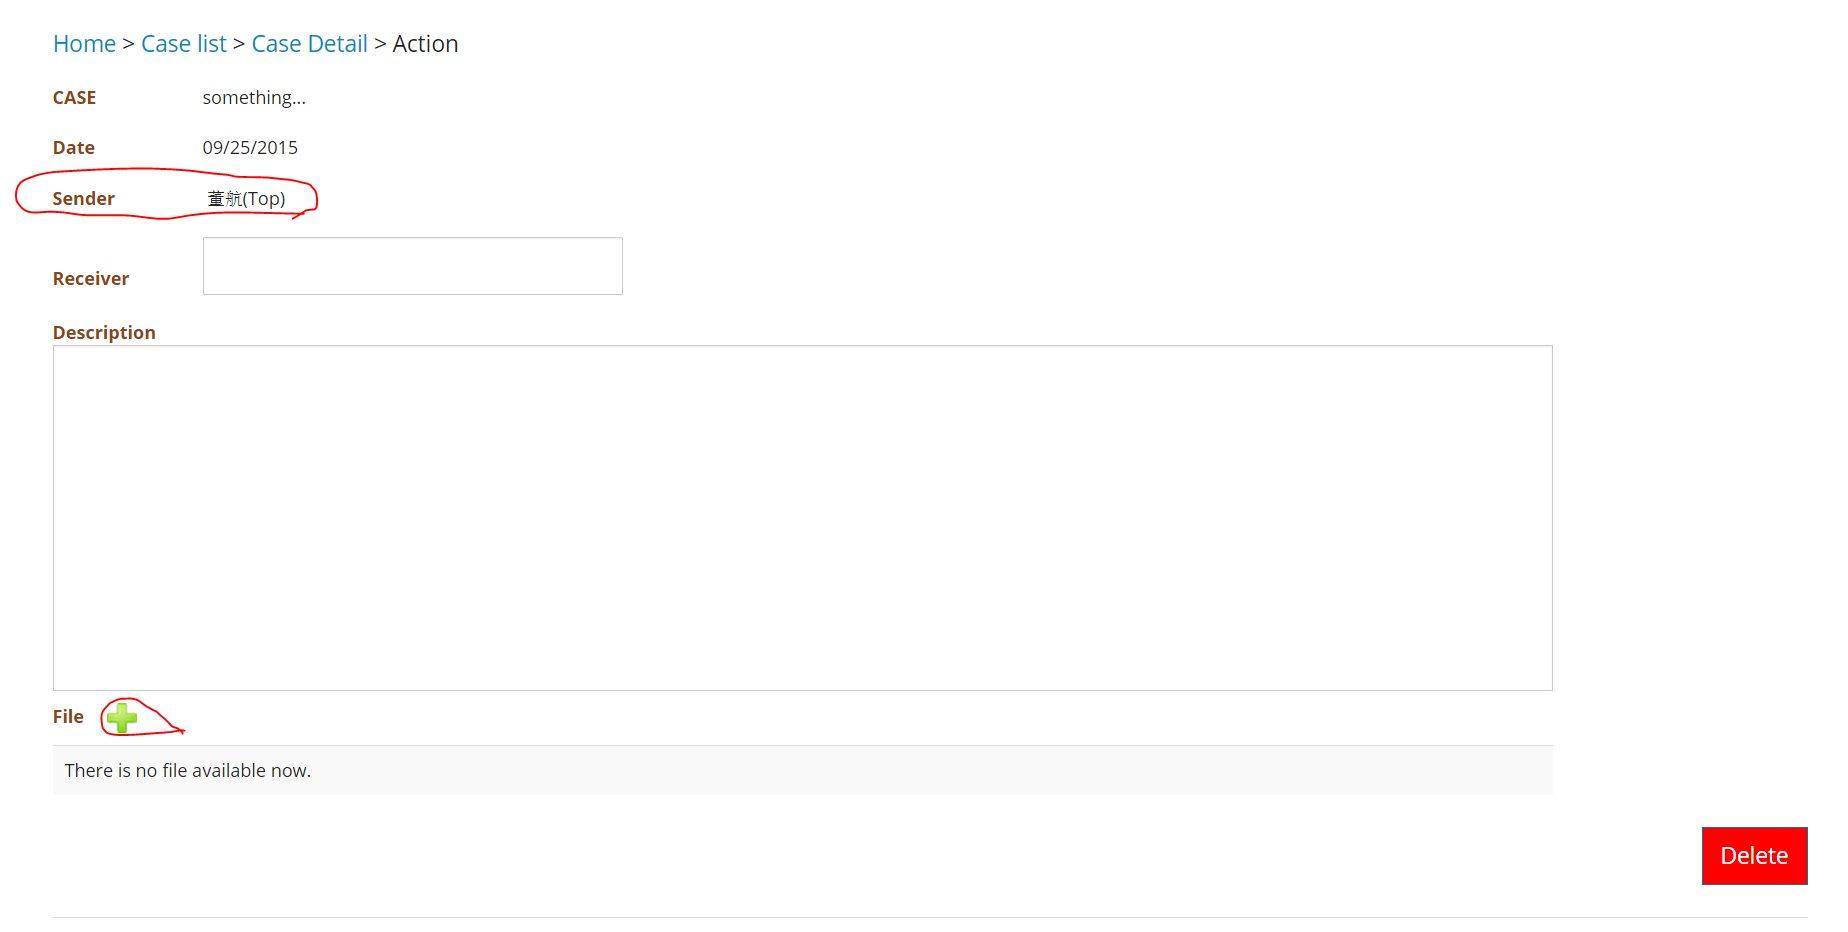 Home > Case list > Case Detail > Action
CASE something...
Date 09/25/2015
Sender 董航(Top)
Receiver
Description
File
There is no file available now.
Delete